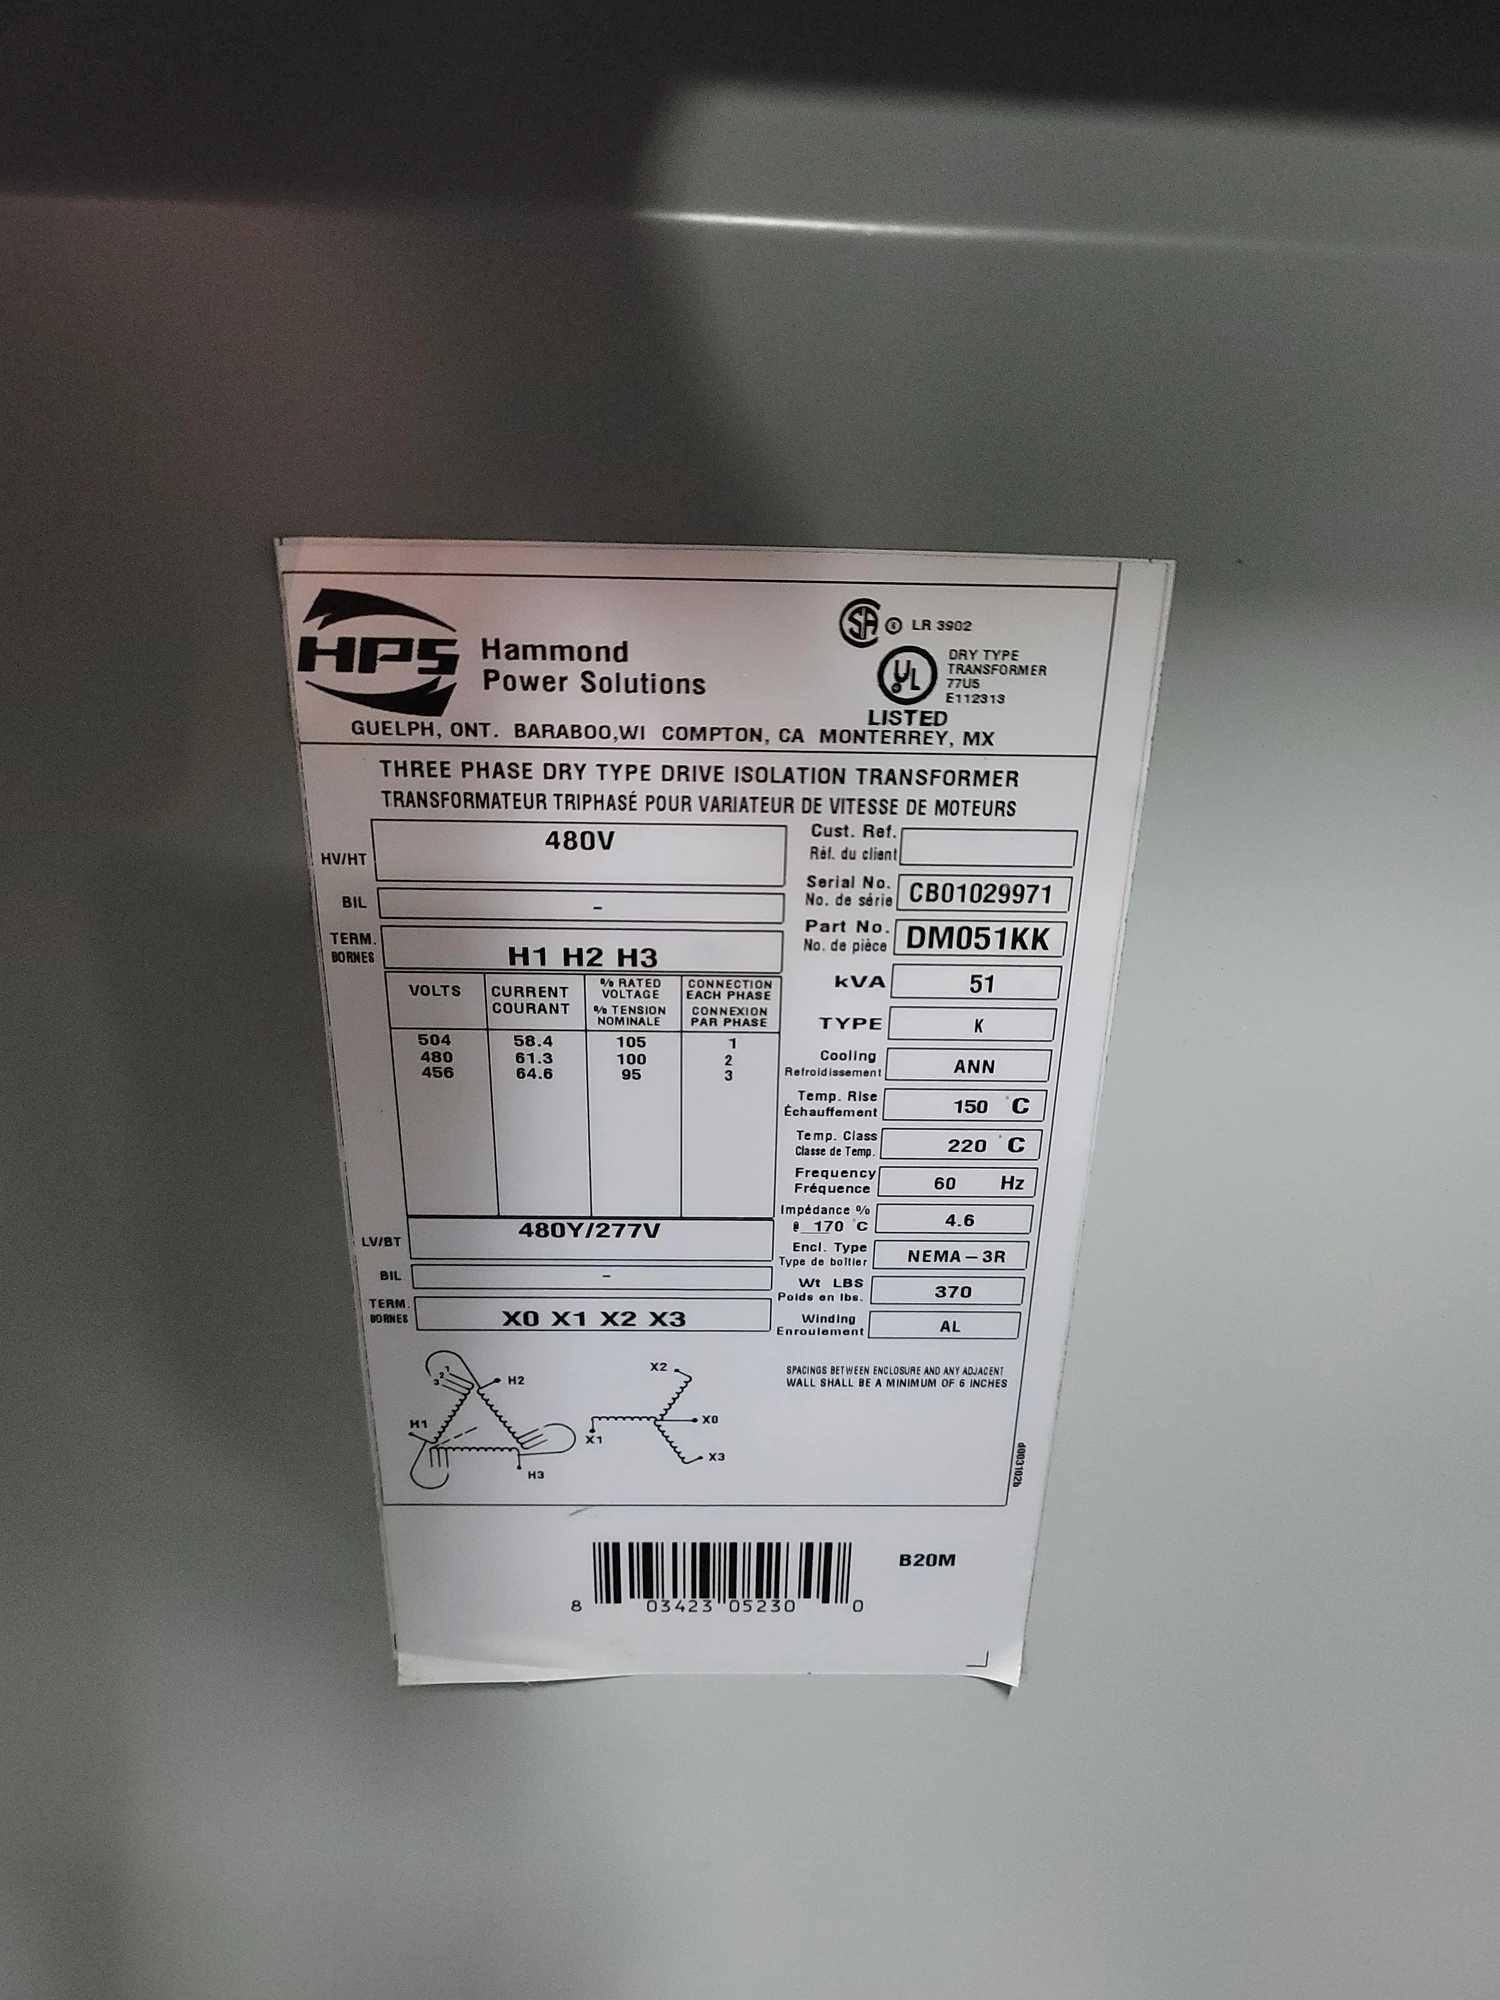 HPS Hammond
Power Solutions
SA ® LR 3902
UL DRY TYPE
TRANSFORMER
77U5
E112313
LISTED
GUELPH, ONT. BARABOO,WI COMPTON, CA MONTERREY, MX
THREE PHASE DRY TYPE DRIVE ISOLATION TRANSFORMER
TRANSFORMATEUR TRIPHASÉ POUR VARIATEUR DE VITESSE DE MOTEURS
HV/HT 480V
BIL -
TERM.
BORNES H1 H2 H3
VOLTS CURRENT COURANT % RATED VOLTAGE % TENSION NOMINALE CONNECTION EACH PHASE CONNEXION PAR PHASE
504 58.4 105 1
480 61.3 100 2
456 64.6 95 3
LV/BT 480Y/277V
BIL -
TERM.
BORNES X0 X1 X2 X3
Cust. Ref.
Réf. du client
Serial No.
No. de série CB01029971
Part No.
No. de pièce DM051KK
kVA 51
TYPE K
Cooling
Refroidissement ANN
Temp. Rise
Échauffement 150 °C
Temp. Class
Classe de Temp. 220 °C
Frequency
Fréquence 60 Hz
Impédance %
@ 170 °C 4.6
Encl. Type
Type de boîtier NEMA-3R
Wt LBS
Poids en lbs. 370
Winding
Enroulement AL
1
2
3
H2
H1
H3
X2
X0
X1
X3
SPACINGS BETWEEN ENCLOSURE AND ANY ADJACENT
WALL SHALL BE A MINIMUM OF 6 INCHES
d003102b
8 03423 05230 0
B20M